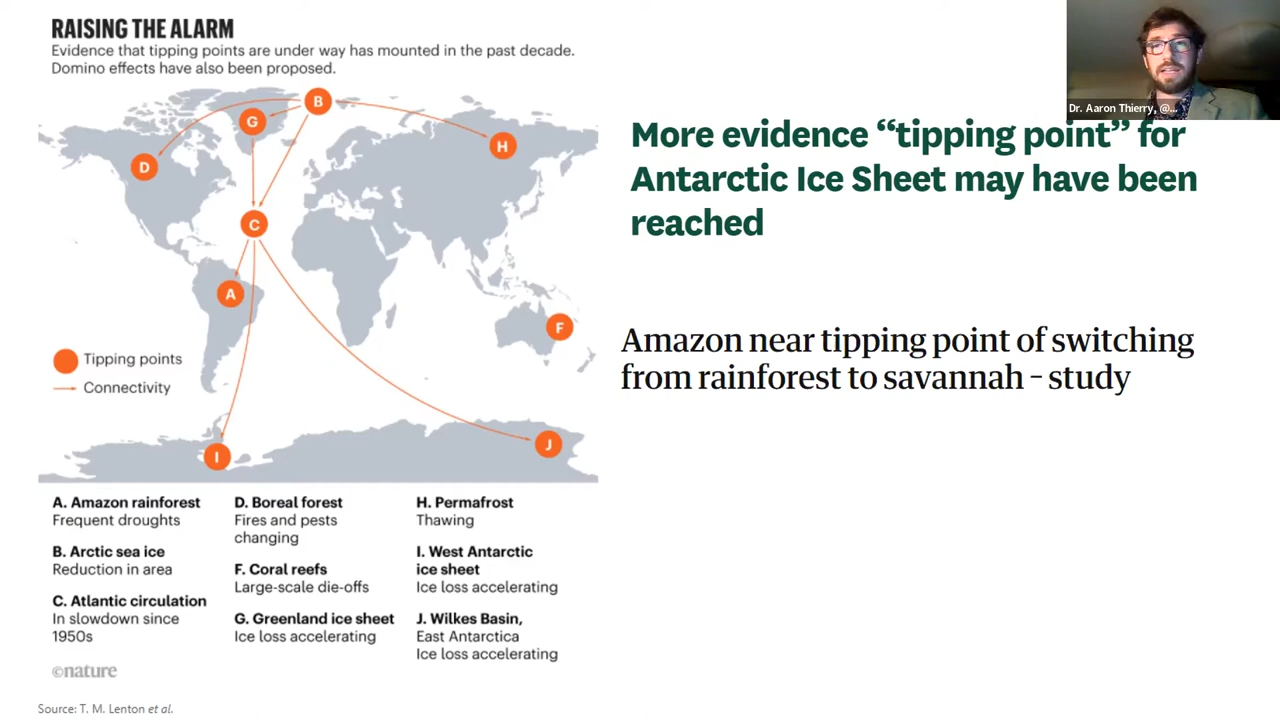 RAISING THE ALARM
Evidence that tipping points are under way has mounted in the past decade.
Domino effects have also been proposed.
B
G
H
D
C
A
F
Tipping points
Connectivity
I
J
A. Amazon rainforest
Frequent droughts
B. Arctic sea ice
Reduction in area
C. Atlantic circulation
In slowdown since
1950s
D. Boreal forest
Fires and pests
changing
F. Coral reefs
Large-scale die-offs
G. Greenland ice sheet
Ice loss accelerating
H. Permafrost
Thawing
I. West Antarctic
ice sheet
Ice loss accelerating
J. Wilkes Basin,
East Antarctica
Ice loss accelerating
©nature
Source: T. M. Lenton et al.
Dr. Aaron Thierry, @...
More evidence “tipping point” for
Antarctic Ice Sheet may have been
reached
Amazon near tipping point of switching
from rainforest to savannah – study